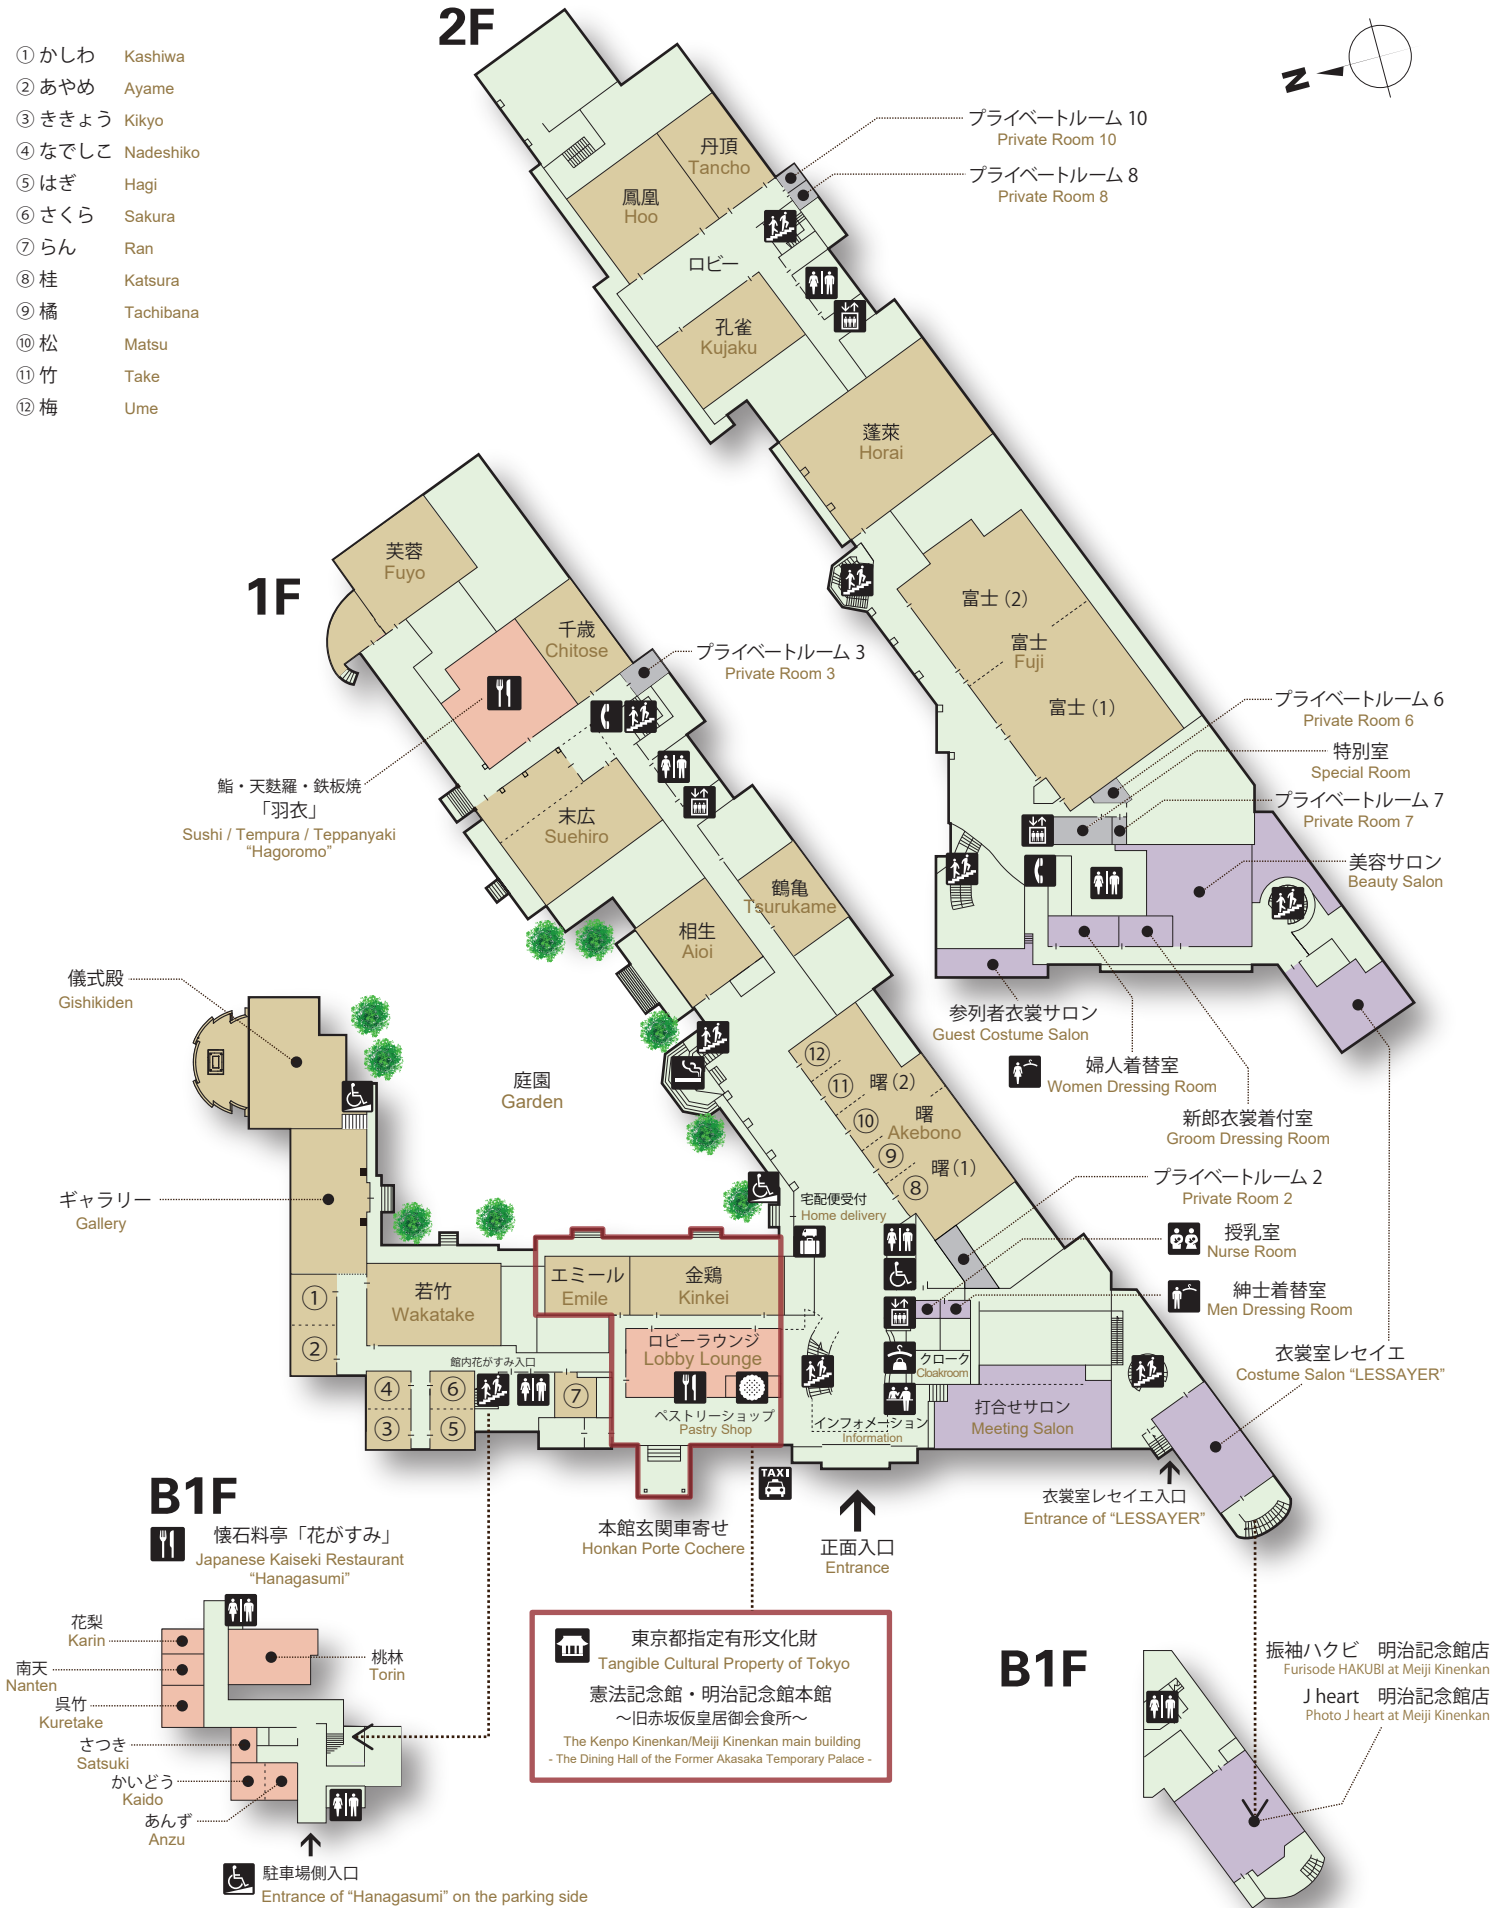 2F
N
① かしわ Kashiwa
② あやめ Ayame
③ ききょう Kikyo
④ なでしこ Nadeshiko
⑤ はぎ Hagi
⑥ さくら Sakura
⑦ らん Ran
⑧ 桂 Katsura
⑨ 橘 Tachibana
⑩ 松 Matsu
⑪ 竹 Take
⑫ 梅 Ume
プライベートルーム 10
Private Room 10
プライベートルーム 8
Private Room 8
丹頂
Tancho
鳳凰
Hoo
ロビー
孔雀
Kujaku
蓬萊
Horai
富士 (2)
富士
Fuji
富士 (1)
プライベートルーム 6
Private Room 6
特別室
Special Room
プライベートルーム 7
Private Room 7
美容サロン
Beauty Salon
参列者衣裳サロン
Guest Costume Salon
婦人着替室
Women Dressing Room
新郎衣裳着付室
Groom Dressing Room
1F
芙蓉
Fuyo
千歳
Chitose
プライベートルーム 3
Private Room 3
鮨・天麩羅・鉄板焼
「羽衣」
Sushi / Tempura / Teppanyaki
“Hagoromo”
末広
Suehiro
鶴亀
Tsurukame
相生
Aioi
儀式殿
Gishikiden
庭園
Garden
⑫
⑪
曙 (2)
⑩
曙
Akebono
⑨
曙 (1)
⑧
プライベートルーム 2
Private Room 2
宅配便受付
Home delivery
授乳室
Nurse Room
紳士着替室
Men Dressing Room
ギャラリー
Gallery
①
②
若竹
Wakatake
エミール
Emile
金鶏
Kinkei
ロビーラウンジ
Lobby Lounge
館内花がすみ入口
④
⑥
⑦
③
⑤
ペストリーショップ
Pastry Shop
クローク
Cloakroom
インフォメーション
Information
打合せサロン
Meeting Salon
衣裳室レセイエ
Costume Salon “LESSAYER”
TAXI
本館玄関車寄せ
Honkan Porte Cochere
正面入口
Entrance
衣裳室レセイエ入口
Entrance of “LESSAYER”
B1F
懐石料亭「花がすみ」
Japanese Kaiseki Restaurant
“Hanagasumi”
花梨
Karin
南天
Nanten
呉竹
Kuretake
さつき
Satsuki
かいどう
Kaido
あんず
Anzu
桃林
Torin
駐車場側入口
Entrance of “Hanagasumi” on the parking side
東京都指定有形文化財
Tangible Cultural Property of Tokyo
憲法記念館・明治記念館本館
～旧赤坂仮皇居御会食所～
The Kenpo Kinenkan/Meiji Kinenkan main building
- The Dining Hall of the Former Akasaka Temporary Palace -
B1F
振袖ハクビ 明治記念館店
Furisode HAKUBI at Meiji Kinenkan
J heart 明治記念館店
Photo J heart at Meiji Kinenkan